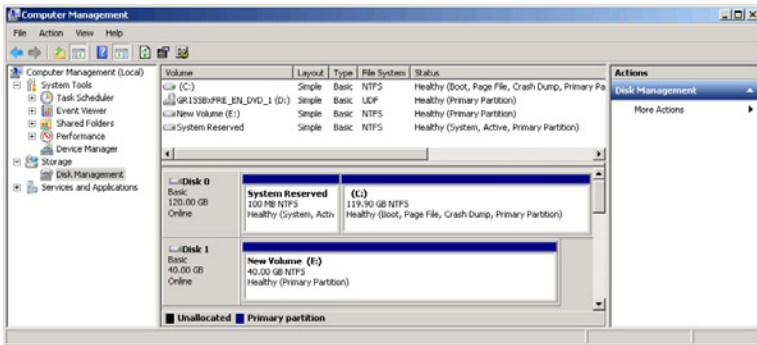 Computer Management
File Action View Help
Computer Management (Local)
System Tools
Task Scheduler
Event Viewer
Shared Folders
Performance
Device Manager
Storage
Disk Management
Services and Applications
Volume Layout Type File System Status
(C:) Simple Basic NTFS Healthy (Boot, Page File, Crash Dump, Primary Pa
(D:) Simple Basic UDF Healthy (Primary Partition)
New Volume (E:) Simple Basic NTFS Healthy (Primary Partition)
System Reserved Simple Basic NTFS Healthy (System, Active, Primary Partition)
Disk 0
Basic
120.00 GB
Online
System Reserved
100 MB NTFS
Healthy (System, Activ
(C:)
119.90 GB NTFS
Healthy (Boot, Page File, Crash Dump, Primary Partition)
Disk 1
Basic
40.00 GB
Online
New Volume (E:)
40.00 GB NTFS
Healthy (Primary Partition)
Unallocated Primary partition
Actions
Disk Management
More Actions